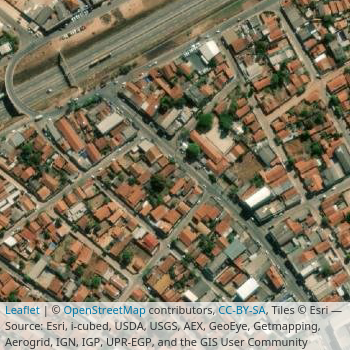 Leaflet | © OpenStreetMap contributors, CC-BY-SA, Tiles © Esri —
Source: Esri, i-cubed, USDA, USGS, AEX, GeoEye, Getmapping,
Aerogrid, IGN, IGP, UPR-EGP, and the GIS User Community